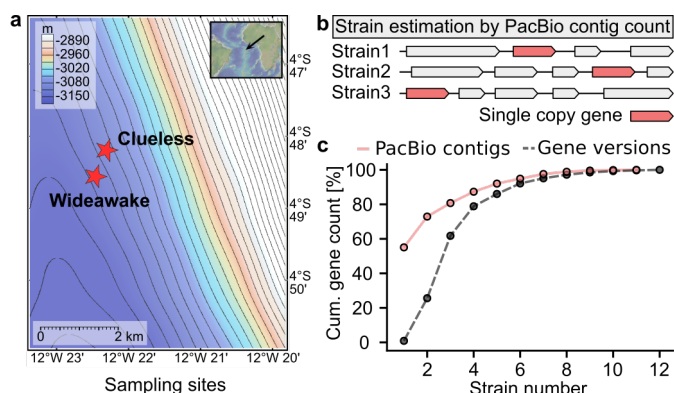 a
m
-2890
-2960
-3020
-3080
-3150
Clueless
Wideawake
0
2 km
4°S
47'
4°S
48'
4°S
49'
4°S
50'
12°W 23'
12°W 22'
12°W 21'
12°W 20'
Sampling sites
b
Strain estimation by PacBio contig count
Strain1
Strain2
Strain3
Single copy gene
c
PacBio contigs
Gene versions
Cum. gene count [%]
100
80
60
40
20
0
2
4
6
8
10
12
Strain number